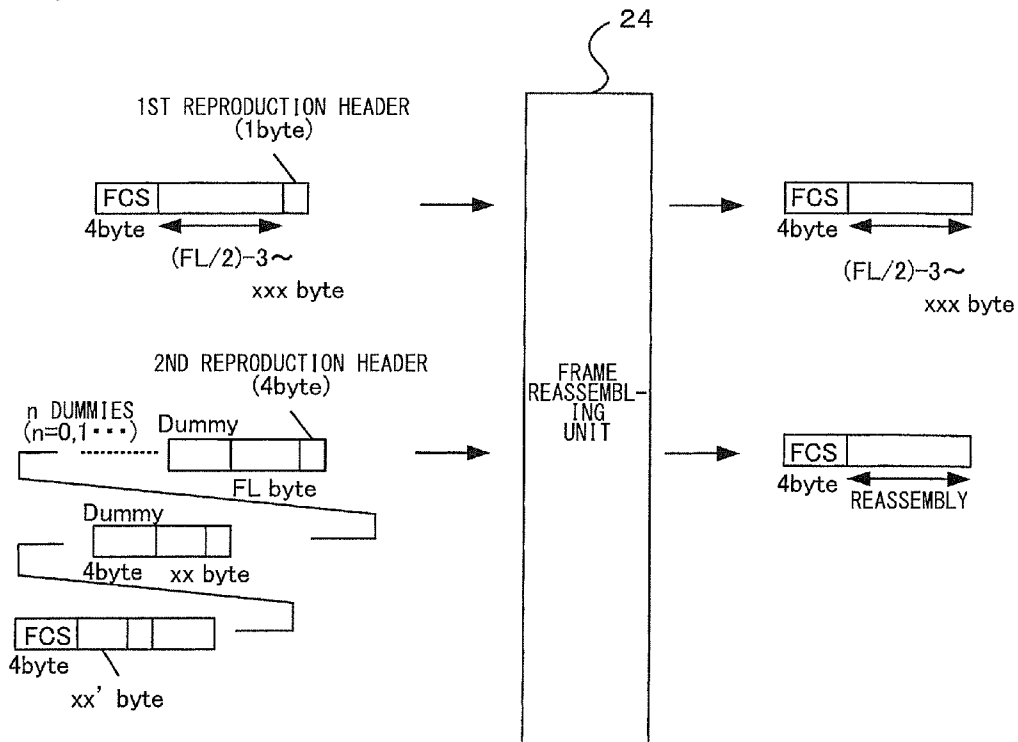 24
1ST REPRODUCTION HEADER
(1byte)
FCS
4byte
(FL/2)-3~
xxx byte
FCS
4byte
(FL/2)-3~
xxx byte
2ND REPRODUCTION HEADER
(4byte)
n DUMMIES
(n=0,1・・・)
Dummy
FL byte
FRAME
REASSEMBL-
ING
UNIT
FCS
4byte
REASSEMBLY
Dummy
4byte
xx byte
FCS
4byte
xx' byte